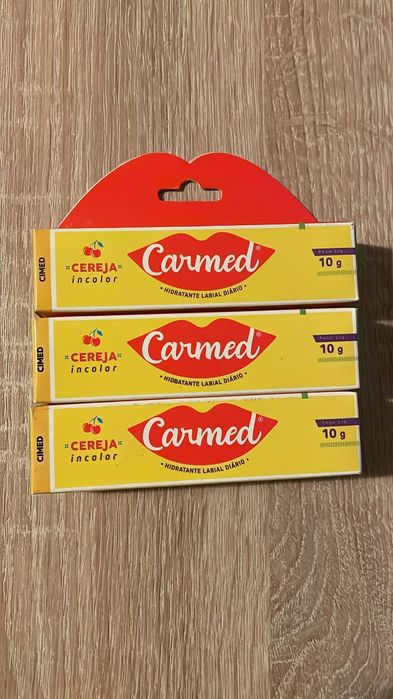 CIMED
CEREJA
incolor
Carmed®
• HIDRATANTE LABIAL DIÁRIO •
10 g
CIMED
CEREJA
incolor
Carmed®
• HIDRATANTE LABIAL DIÁRIO •
10 g
CIMED
CEREJA
incolor
Carmed®
• HIDRATANTE LABIAL DIÁRIO •
10 g